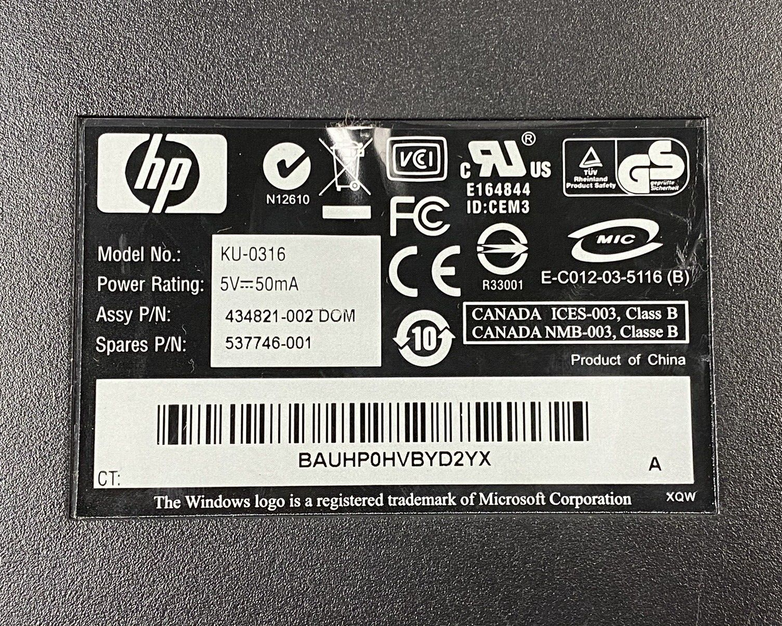 hp
N12610
VCI
C RU US ®
E164844
ID:CEM3
TÜV
Rheinland
Product Safety
GS
geprüfte
Sicherheit
FC
CE
R33001
MIC
E-C012-03-5116 (B)
Model No.: KU-0316
Power Rating: 5V⎓50mA
Assy P/N: 434821-002 DOM
Spares P/N: 537746-001
10
CANADA ICES-003, Class B
CANADA NMB-003, Classe B
Product of China
BAUHP0HVBYD2YX
A
CT:
The Windows logo is a registered trademark of Microsoft Corporation
XQW